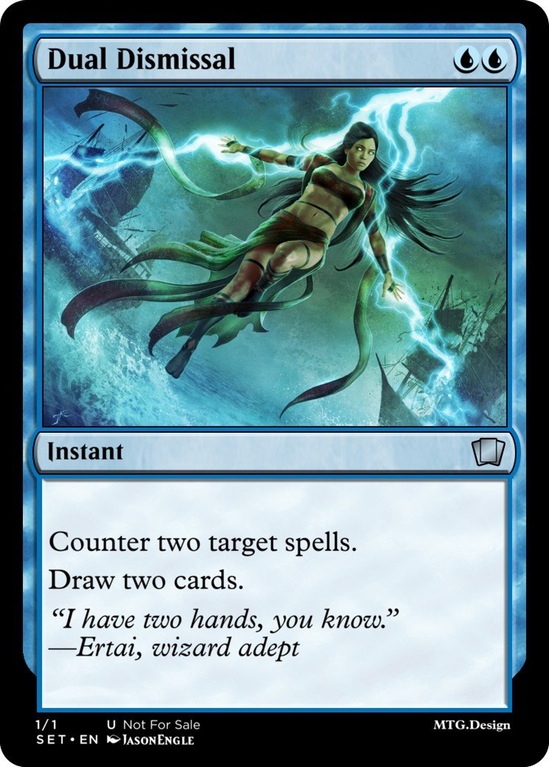 Dual Dismissal
Instant
Counter two target spells.
Draw two cards.
“I have two hands, you know.”
—Ertai, wizard adept
1/1 U Not For Sale
MTG.Design
SET • EN JASONENGLE